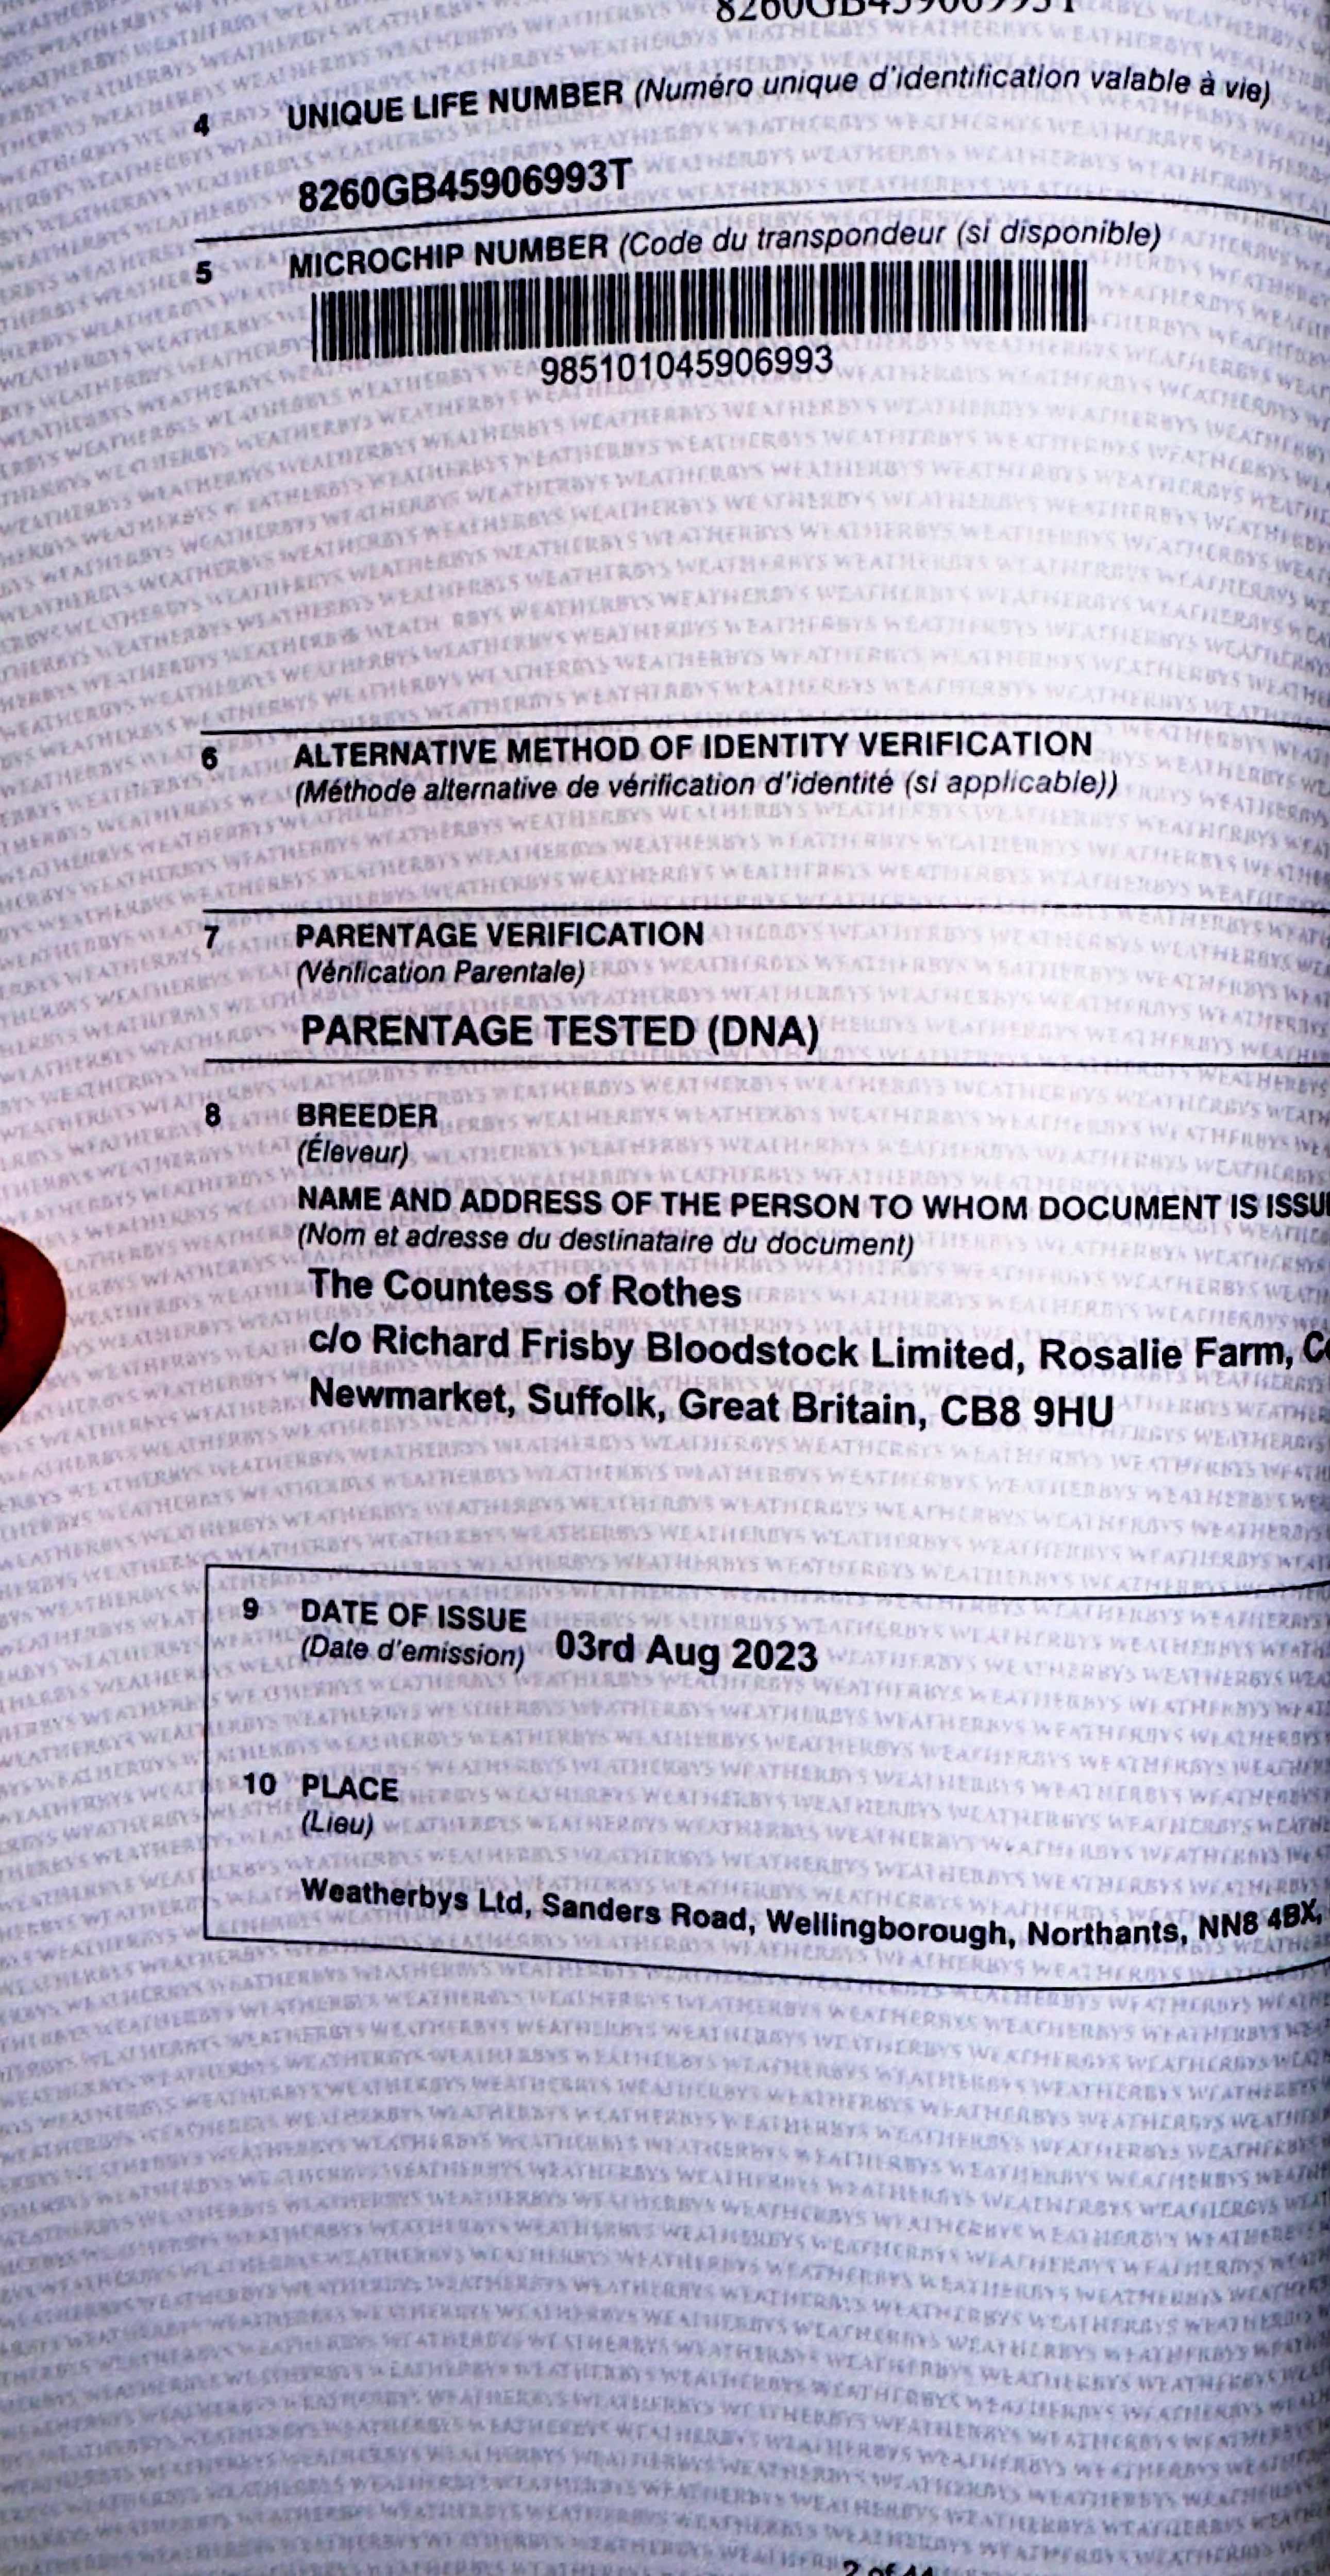 4 UNIQUE LIFE NUMBER (Numéro unique d'identification valable à vie)
8260GB45906993T
5 MICROCHIP NUMBER (Code du transpondeur (si disponible)
985101045906993
6 ALTERNATIVE METHOD OF IDENTITY VERIFICATION
(Méthode alternative de vérification d'identité (si applicable))
7 PARENTAGE VERIFICATION
(Vérification Parentale)
PARENTAGE TESTED (DNA)
8 BREEDER
(Éleveur)
NAME AND ADDRESS OF THE PERSON TO WHOM DOCUMENT IS ISSU
(Nom et adresse du destinataire du document)
The Countess of Rothes
c/o Richard Frisby Bloodstock Limited, Rosalie Farm,
Newmarket, Suffolk, Great Britain, CB8 9HU
9 DATE OF ISSUE
(Date d'emission) 03rd Aug 2023
10 PLACE
(Lieu)
Weatherbys Ltd, Sanders Road, Wellingborough, Northants, NN8 4BX,
2 of 44